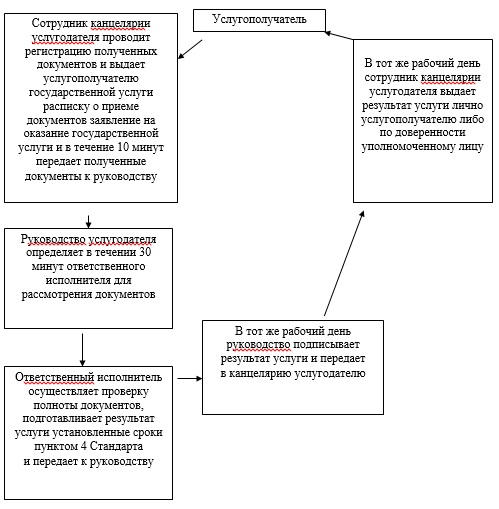 Услугополучатель
Сотрудник канцелярии
услугодателя проводит
регистрацию полученных
документов и выдает
услугополучателю
государственной услуги
расписку о приеме
документов заявление на
оказание государственной
услуги и в течение 10 минут
передает полученные
документы к руководству
Руководство услугодателя
определяет в течении 30
минут ответственного
исполнителя для
рассмотрения документов
Ответственный исполнитель
осуществляет проверку
полноты документов,
подготавливает результат
услуги установленные сроки
пунктом 4 Стандарта
и передает к руководству
В тот же рабочий день
руководство подписывает
результат услуги и передает
в канцелярию услугодателю
В тот же рабочий день
сотрудник канцелярии
услугодателя выдает
результат услуги лично
услугополучателю либо
по доверенности
уполномоченному лицу